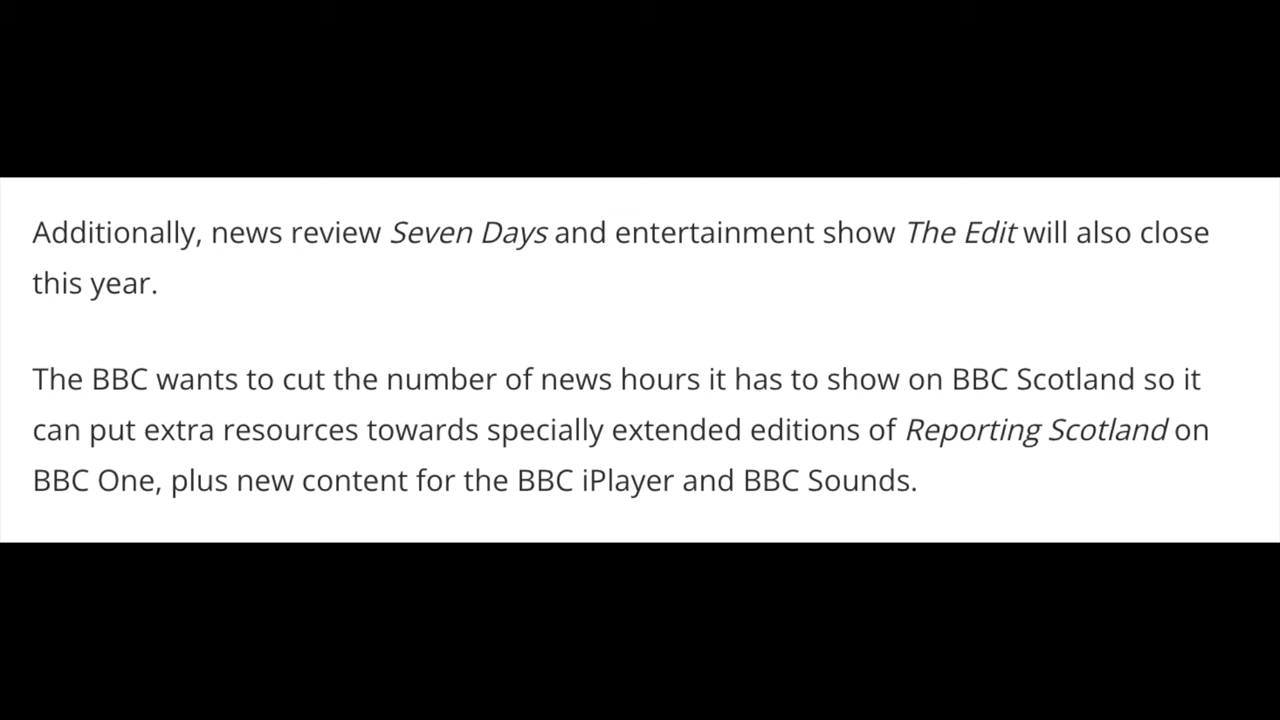 Additionally, news review Seven Days and entertainment show The Edit will also close
this year.
The BBC wants to cut the number of news hours it has to show on BBC Scotland so it
can put extra resources towards specially extended editions of Reporting Scotland on
BBC One, plus new content for the BBC iPlayer and BBC Sounds.